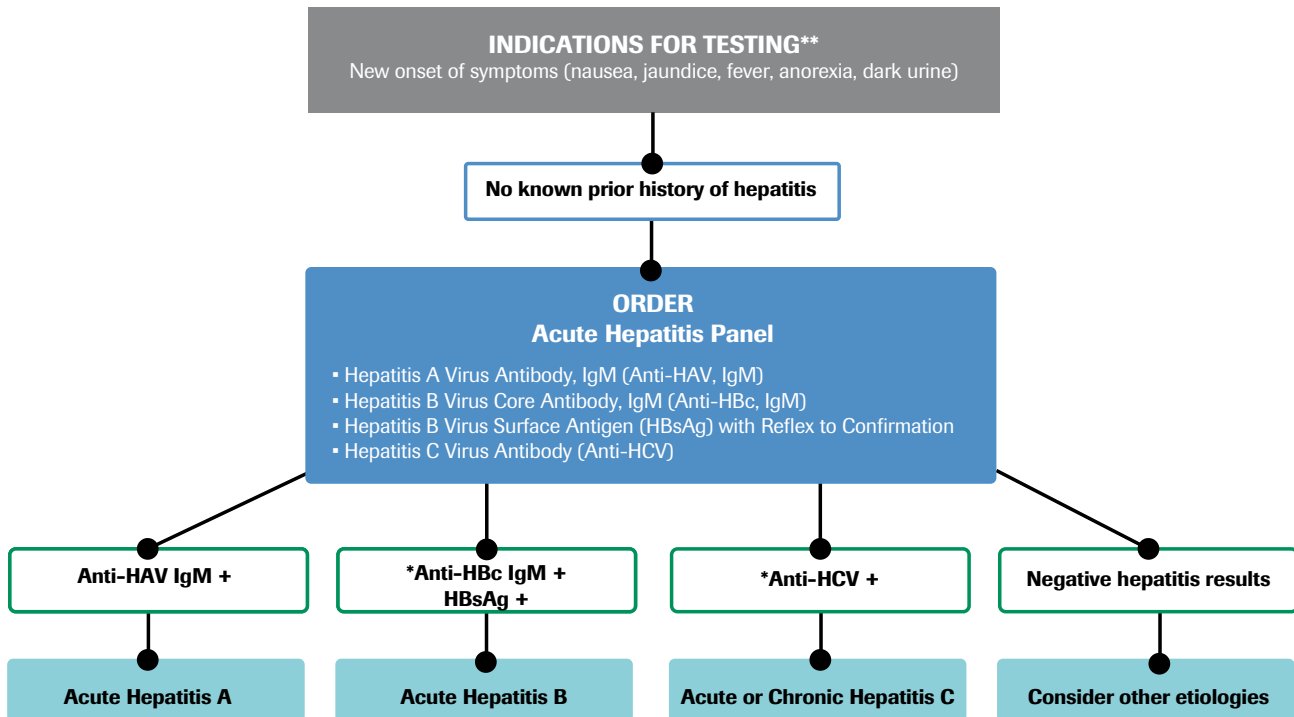 INDICATIONS FOR TESTING**
New onset of symptoms (nausea, jaundice, fever, anorexia, dark urine)
No known prior history of hepatitis
ORDER
Acute Hepatitis Panel
▪ Hepatitis A Virus Antibody, IgM (Anti-HAV, IgM)
▪ Hepatitis B Virus Core Antibody, IgM (Anti-HBc, IgM)
▪ Hepatitis B Virus Surface Antigen (HBsAg) with Reflex to Confirmation
▪ Hepatitis C Virus Antibody (Anti-HCV)
Anti-HAV IgM +
*Anti-HBc IgM +
HBsAg +
*Anti-HCV +
Negative hepatitis results
Acute Hepatitis A
Acute Hepatitis B
Acute or Chronic Hepatitis C
Consider other etiologies